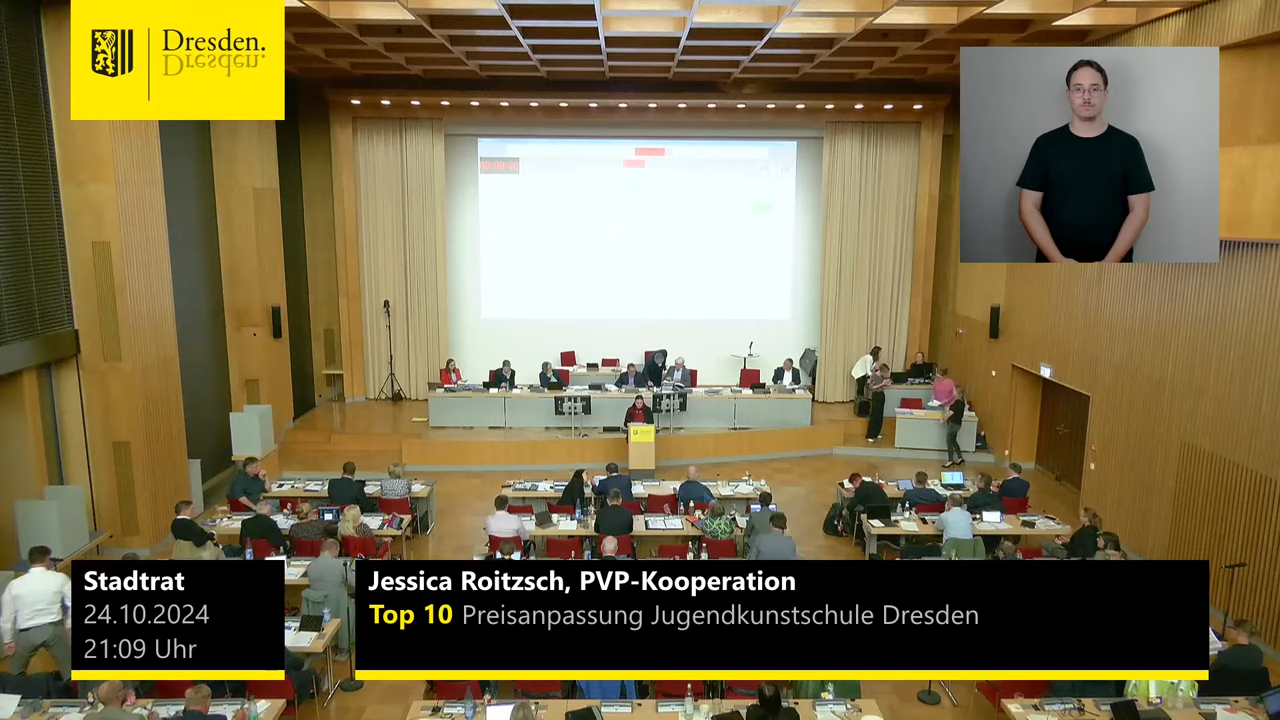 Dresden.
Dresden.
Stadtrat
24.10.2024
21:09 Uhr
Jessica Roitzsch, PVP-Kooperation
Top 10 Preisanpassung Jugendkunstschule Dresden